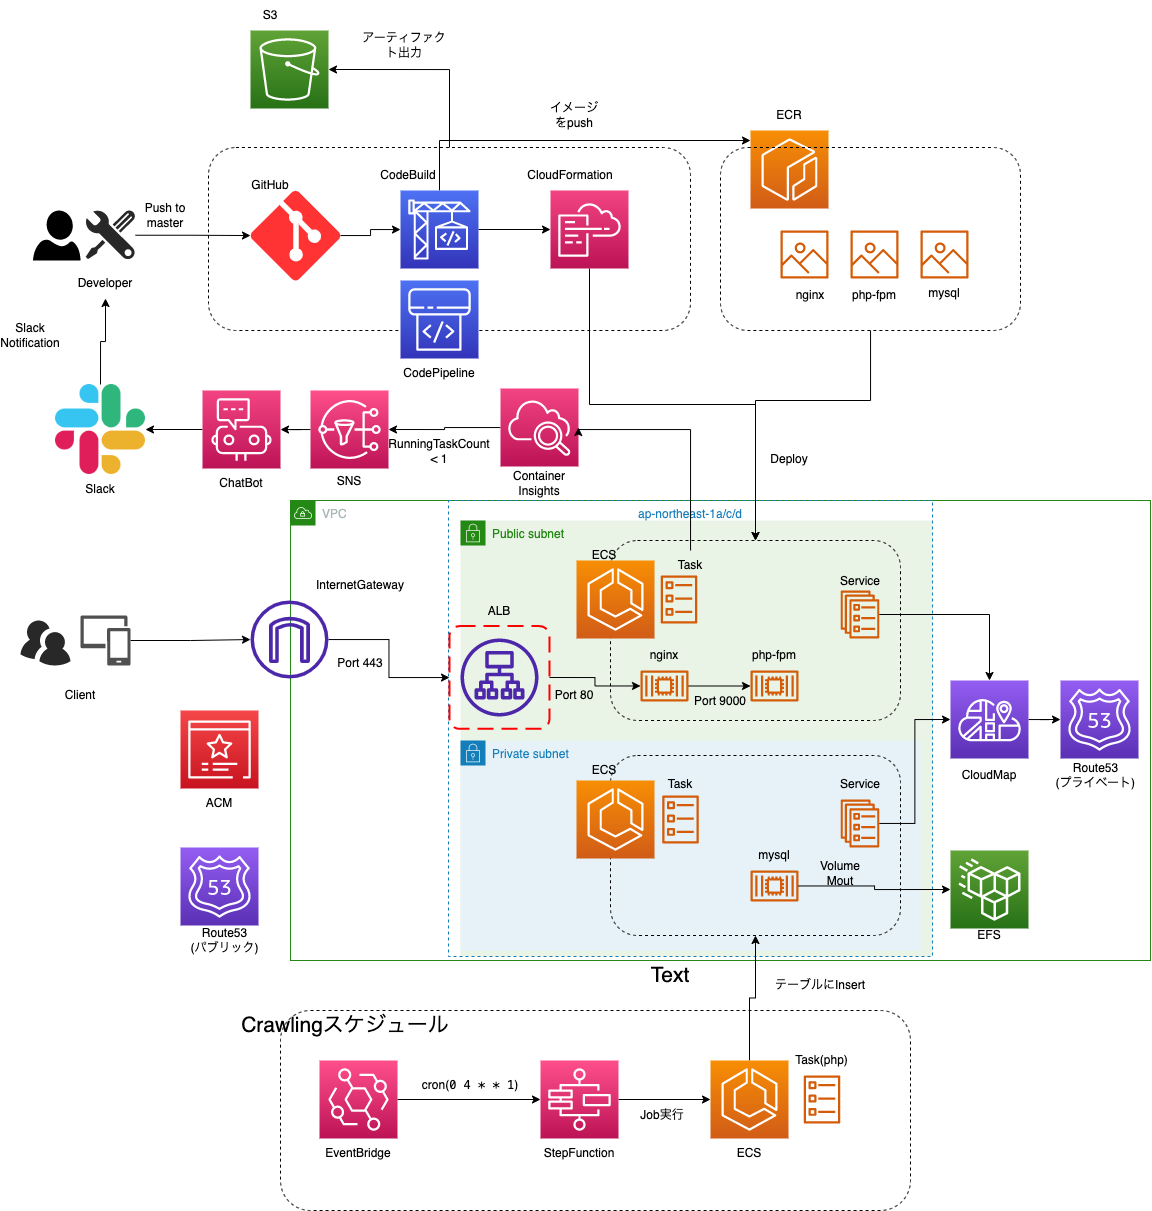 S3
アーティファク
ト出力
イメージ
をpush
ECR
GitHub
CodeBuild
CloudFormation
Push to
master
Developer
nginx
php-fpm
mysql
Slack
Notification
CodePipeline
RunningTaskCount
< 1
Deploy
Slack
ChatBot
SNS
Container
Insights
VPC
ap-northeast-1a/c/d
Public subnet
ECS
Task
Service
InternetGateway
ALB
nginx
php-fpm
Port 443
Port 80
Port 9000
Client
53
Private subnet
ECS
Task
Service
CloudMap
Route53
(プライベート)
ACM
mysql
Volume
Mout
53
Route53
(パブリック)
EFS
Text
テーブルにInsert
Crawlingスケジュール
Task(php)
cron(0 4 * * 1)
Job実行
EventBridge
StepFunction
ECS